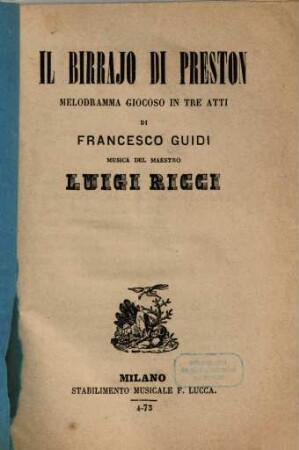 IL BIRRAJO DI PRESTON
MELODRAMMA GIOCOSO IN TRE ATTI
DI
FRANCESCO GUIDI
MUSICA DEL MAESTRO
LUIGI RICCI
MILANO
STABILIMENTO MUSICALE F. LUCCA.
4-73